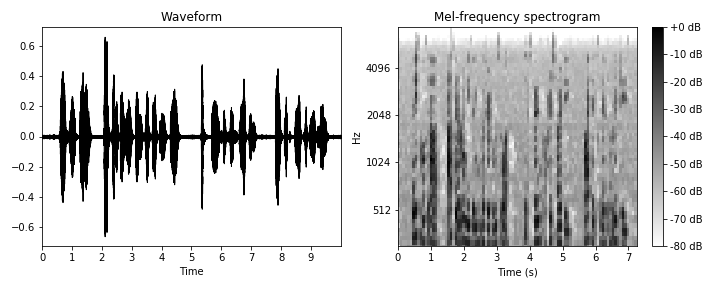 Waveform
Mel-frequency spectrogram
0.6
0.4
0.2
0.0
−0.2
−0.4
−0.6
0 1 2 3 4 5 6 7 8 9
Time
Hz
4096
2048
1024
512
0 1 2 3 4 5 6 7
Time (s)
+0 dB
-10 dB
-20 dB
-30 dB
-40 dB
-50 dB
-60 dB
-70 dB
-80 dB